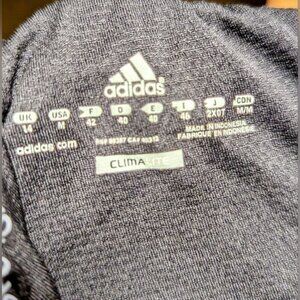 adidas
UK USA F D E I J CDN
14 M 42 40 40 46 2XOT M/M
adidas.com
MADE IN INDONESIA
FABRIQUE EN INDONESIE
CLIMALITE